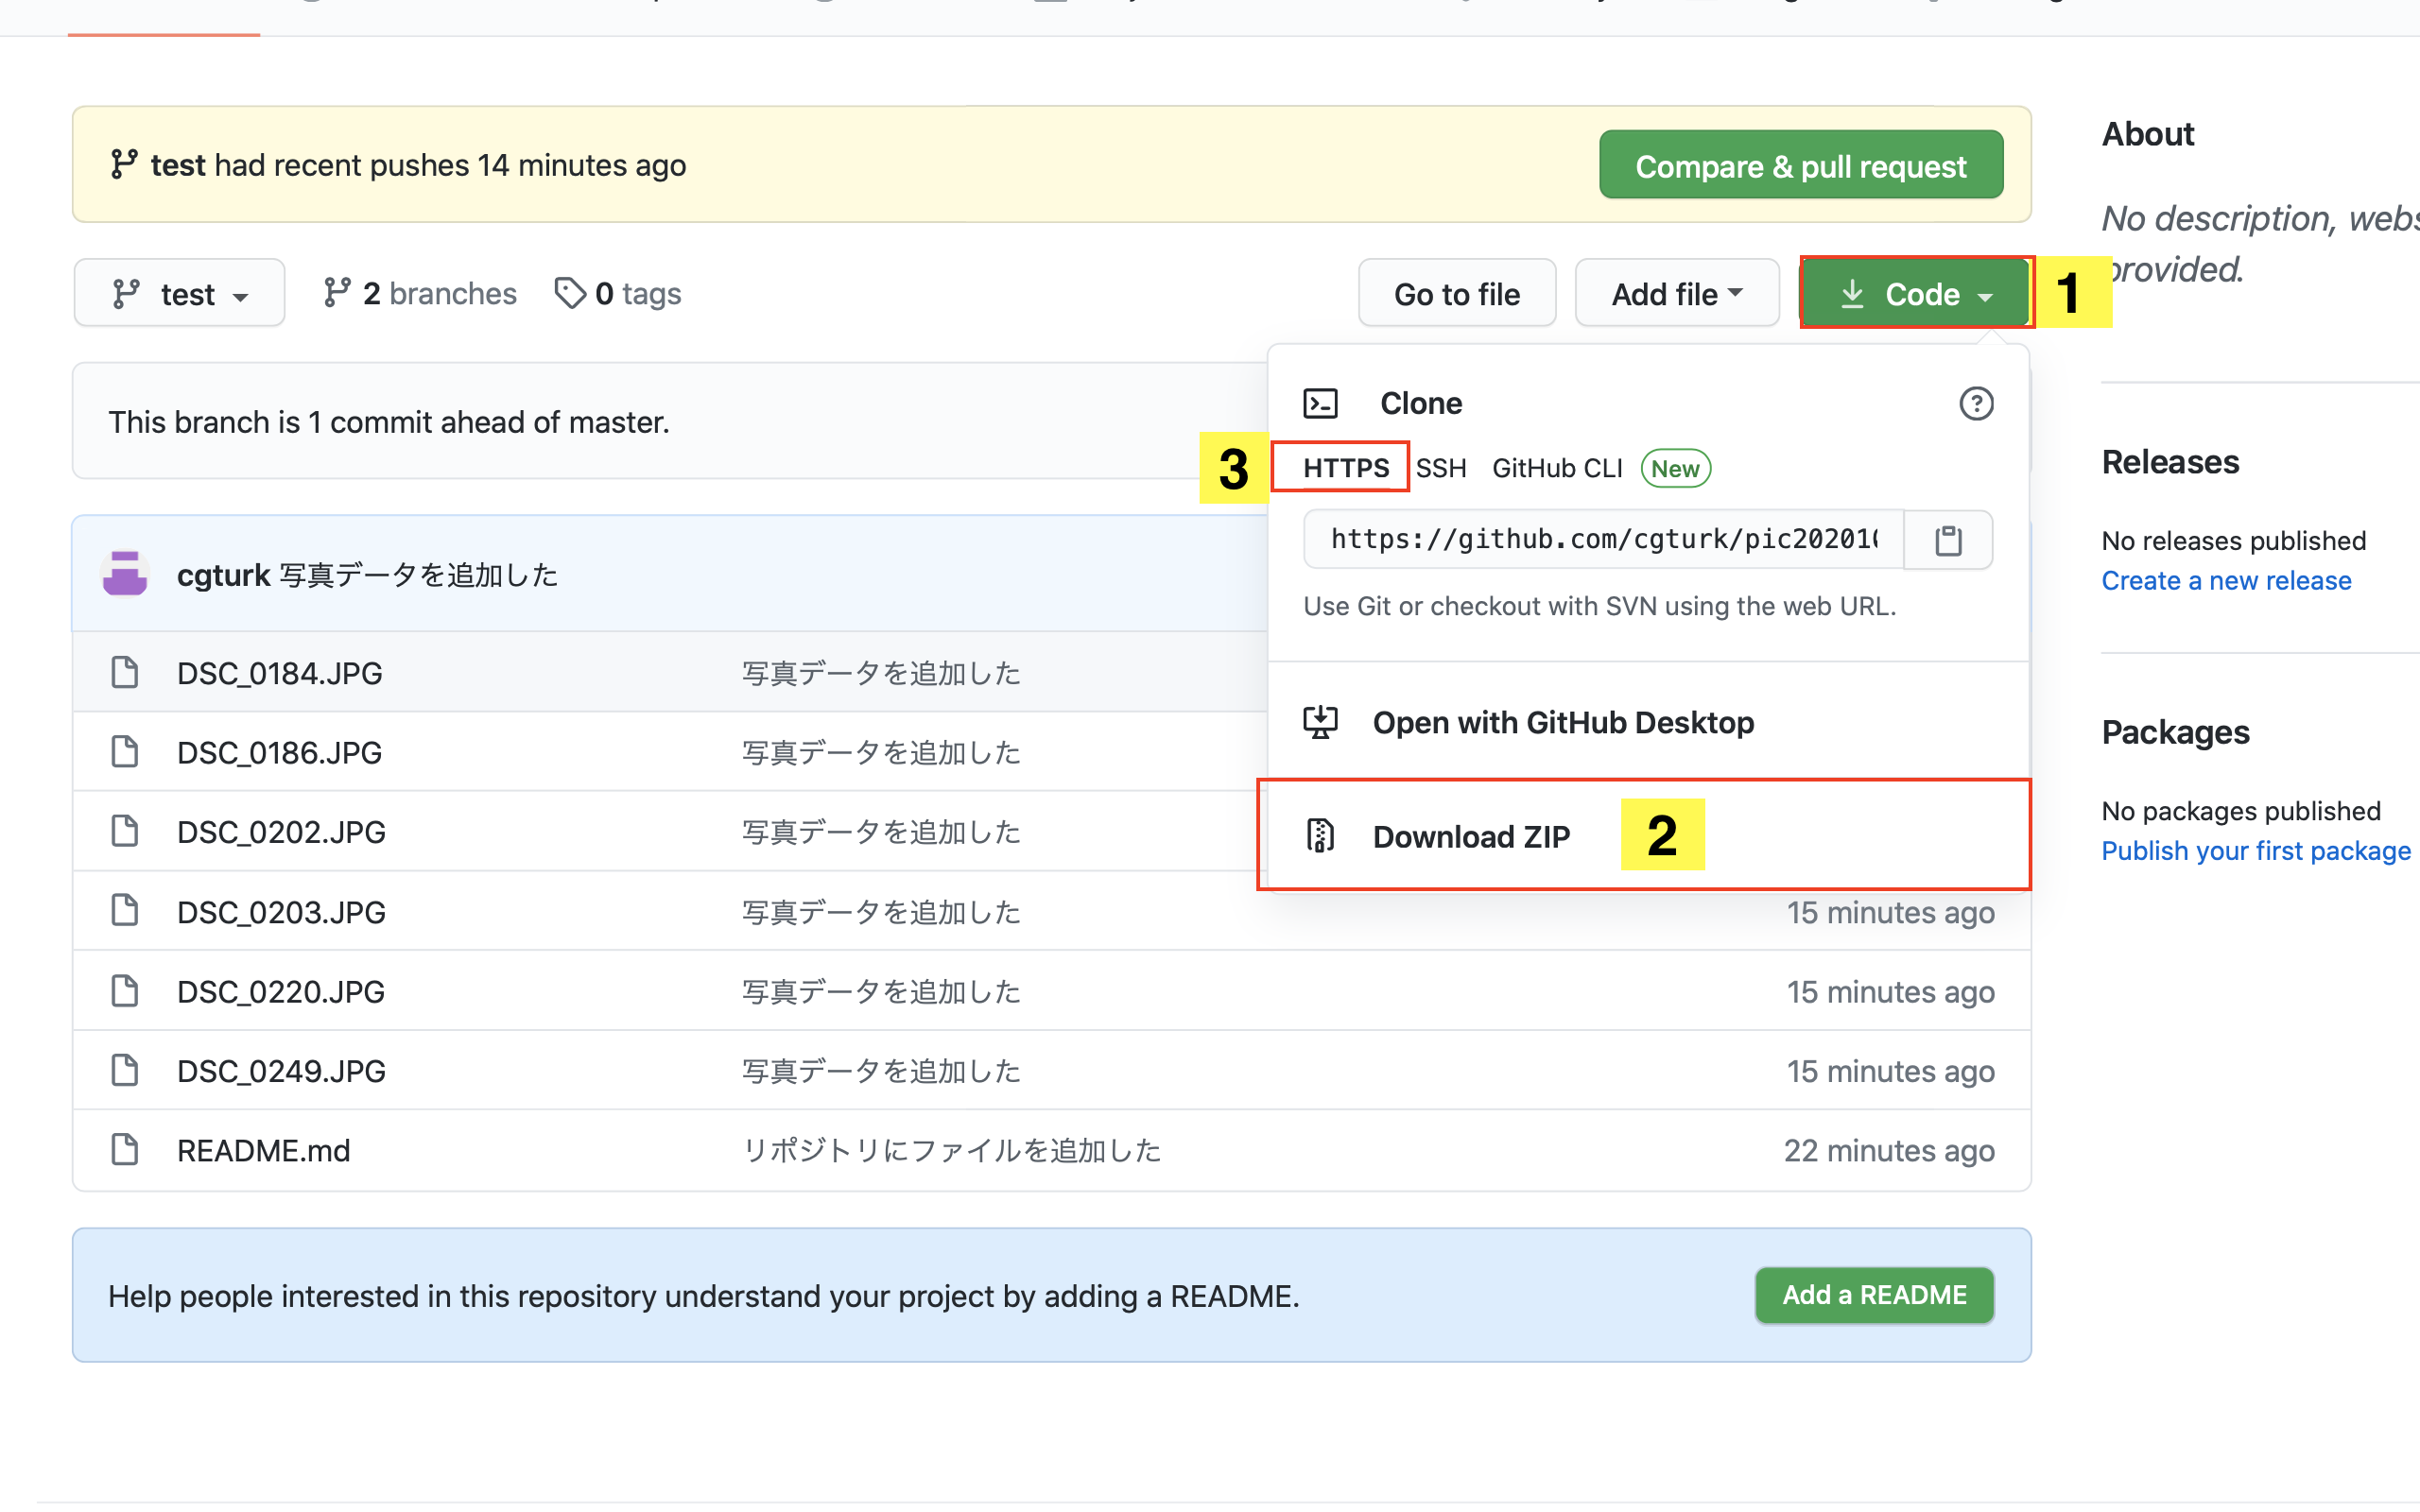 test had recent pushes 14 minutes ago
Compare & pull request
test
2 branches
0 tags
Go to file
Add file
Code
1
This branch is 1 commit ahead of master.
Clone
3
HTTPS
SSH
GitHub CLI
New
https://github.com/cgturk/pic20201
Use Git or checkout with SVN using the web URL.
Open with GitHub Desktop
Download ZIP
2
cgturk 写真データを追加した
DSC_0184.JPG 写真データを追加した
DSC_0186.JPG 写真データを追加した
DSC_0202.JPG 写真データを追加した
DSC_0203.JPG 写真データを追加した 15 minutes ago
DSC_0220.JPG 写真データを追加した 15 minutes ago
DSC_0249.JPG 写真データを追加した 15 minutes ago
README.md リポジトリにファイルを追加した 22 minutes ago
Help people interested in this repository understand your project by adding a README.
Add a README
About
No description,
provided.
Releases
No releases published
Create a new release
Packages
No packages published
Publish your first package